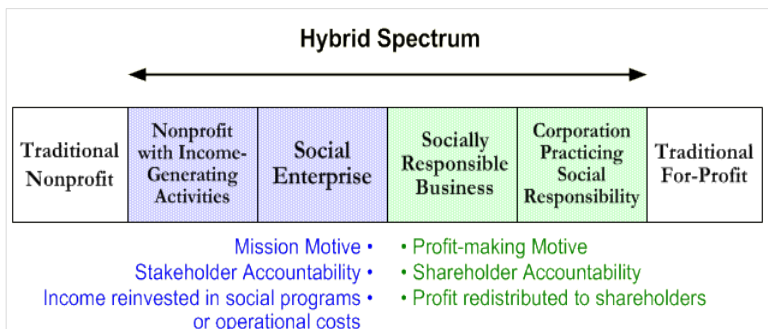 Hybrid Spectrum
Traditional
Nonprofit
Nonprofit
with Income-
Generating
Activities
Social
Enterprise
Socially
Responsible
Business
Corporation
Practicing
Social
Responsibility
Traditional
For-Profit
Mission Motive •
Stakeholder Accountability •
Income reinvested in social programs •
or operational costs
• Profit-making Motive
• Shareholder Accountability
• Profit redistributed to shareholders